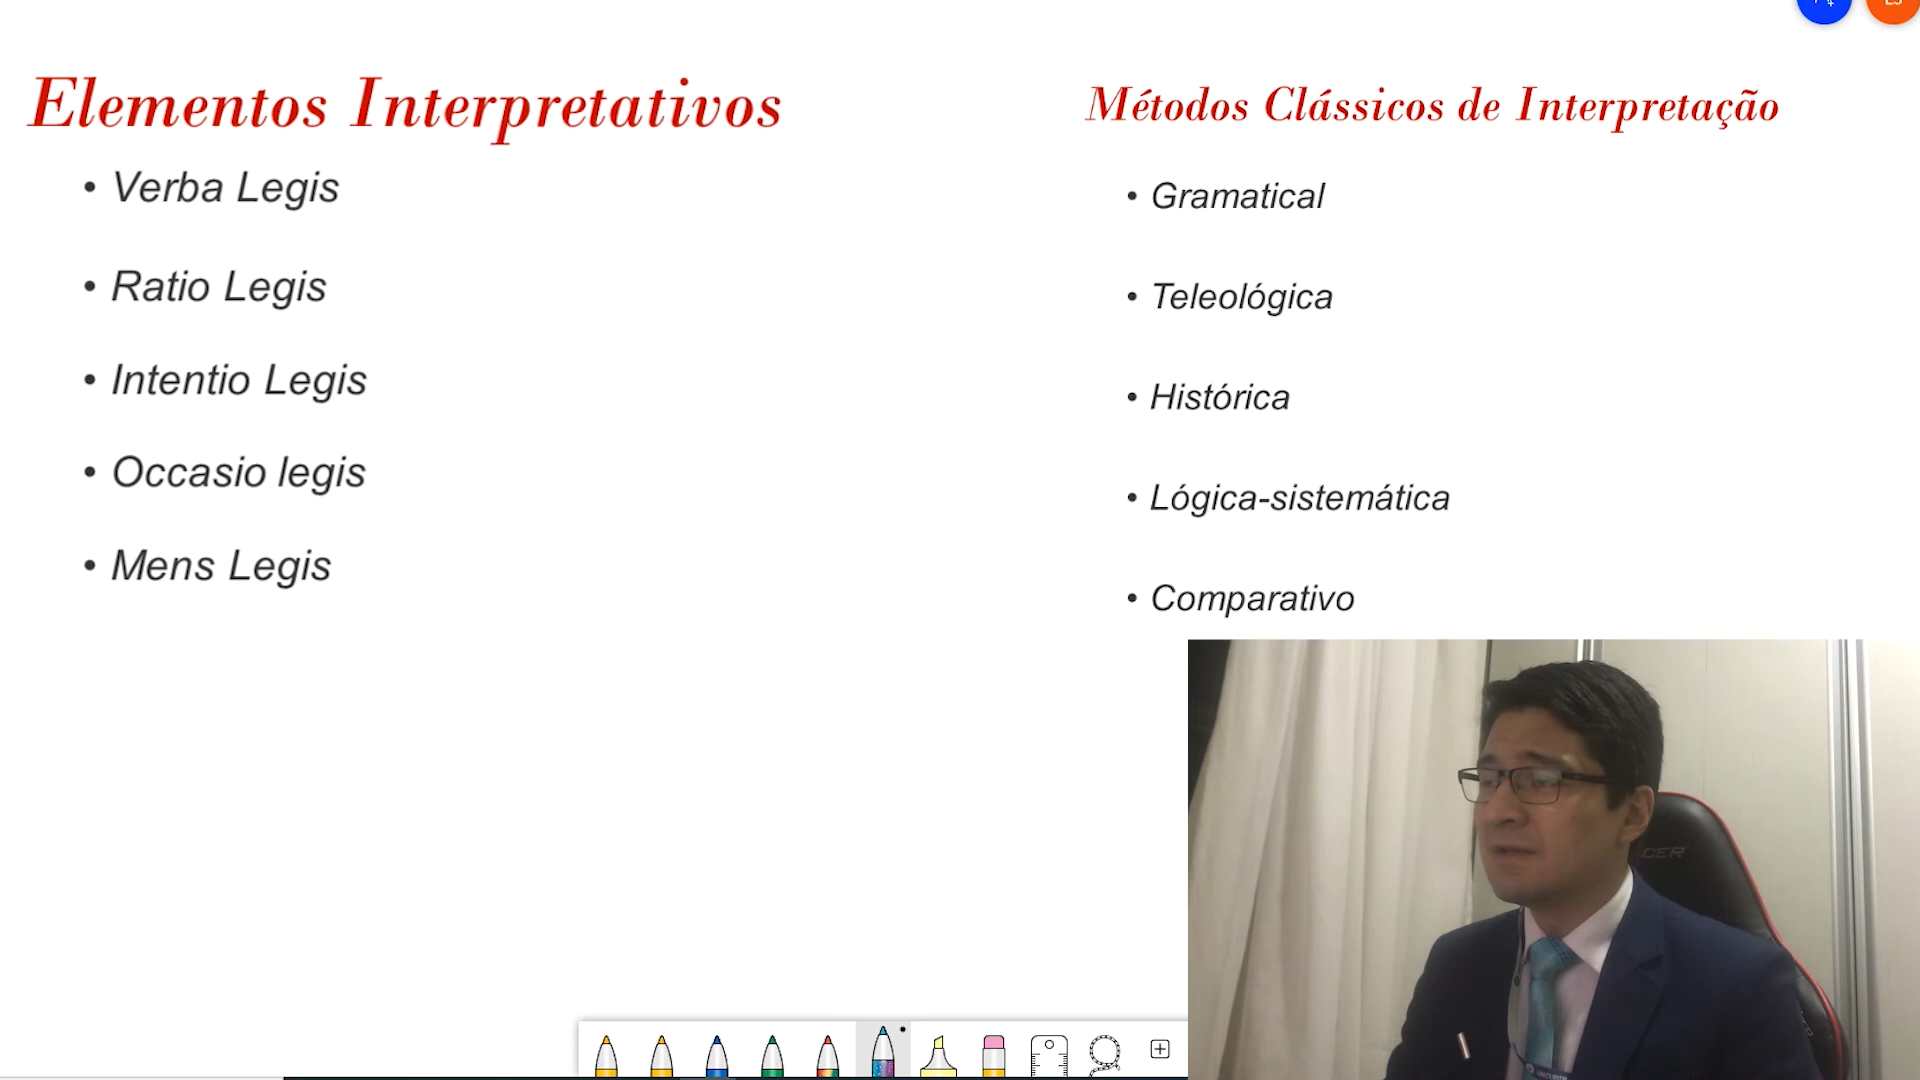 Elementos Interpretativos
• Verba Legis
• Ratio Legis
• Intentio Legis
• Occasio legis
• Mens Legis
Métodos Clássicos de Interpretação
• Gramatical
• Teleológica
• Histórica
• Lógica-sistemática
• Comparativo
CER